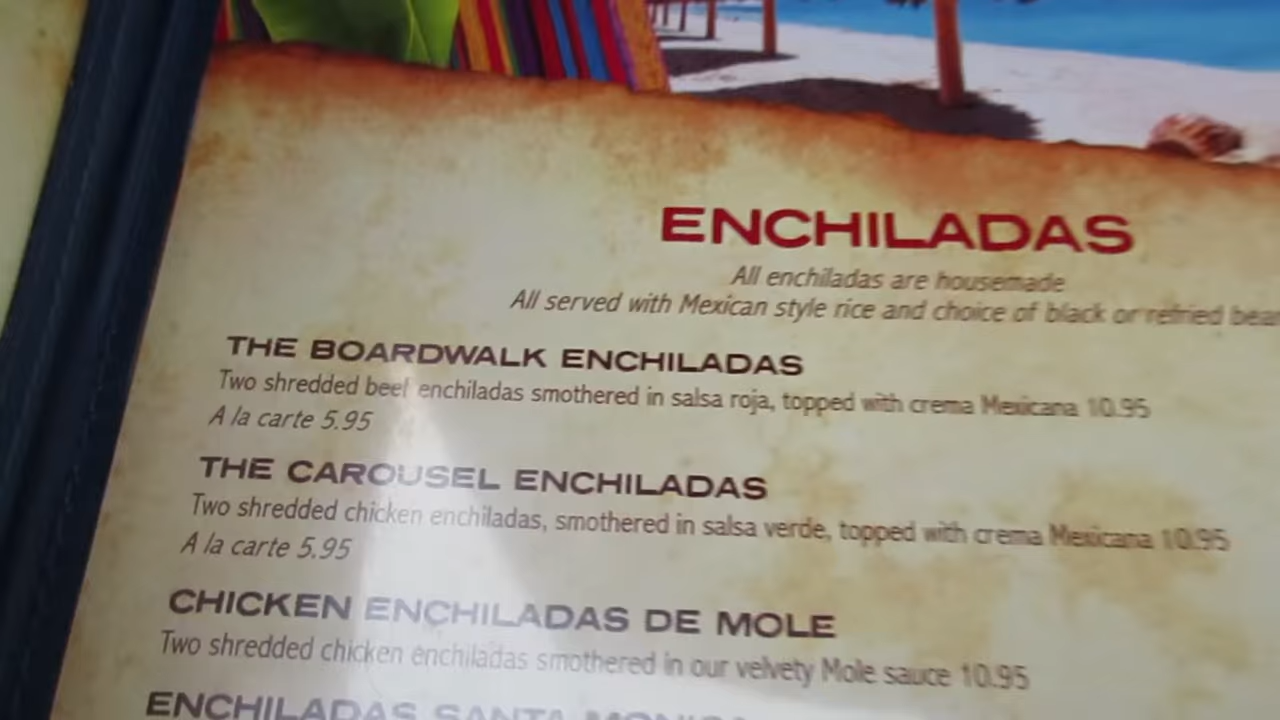 ENCHILADAS
All enchiladas are housemade
All served with Mexican style rice and choice of black or refried
THE BOARDWALK ENCHILADAS
Two shredded beef enchiladas smothered in salsa roja, topped with crema Mexicana 10.95
A la carte 5.95
THE CAROUSEL ENCHILADAS
Two shredded chicken enchiladas, smothered in salsa verde, topped with crema Mexicana 10.95
A la carte 5.95
CHICKEN ENCHILADAS DE MOLE
Two shredded chicken enchiladas smothered in our velvety Mole sauce 10.95
ENCHILADAS SANTA MONICA